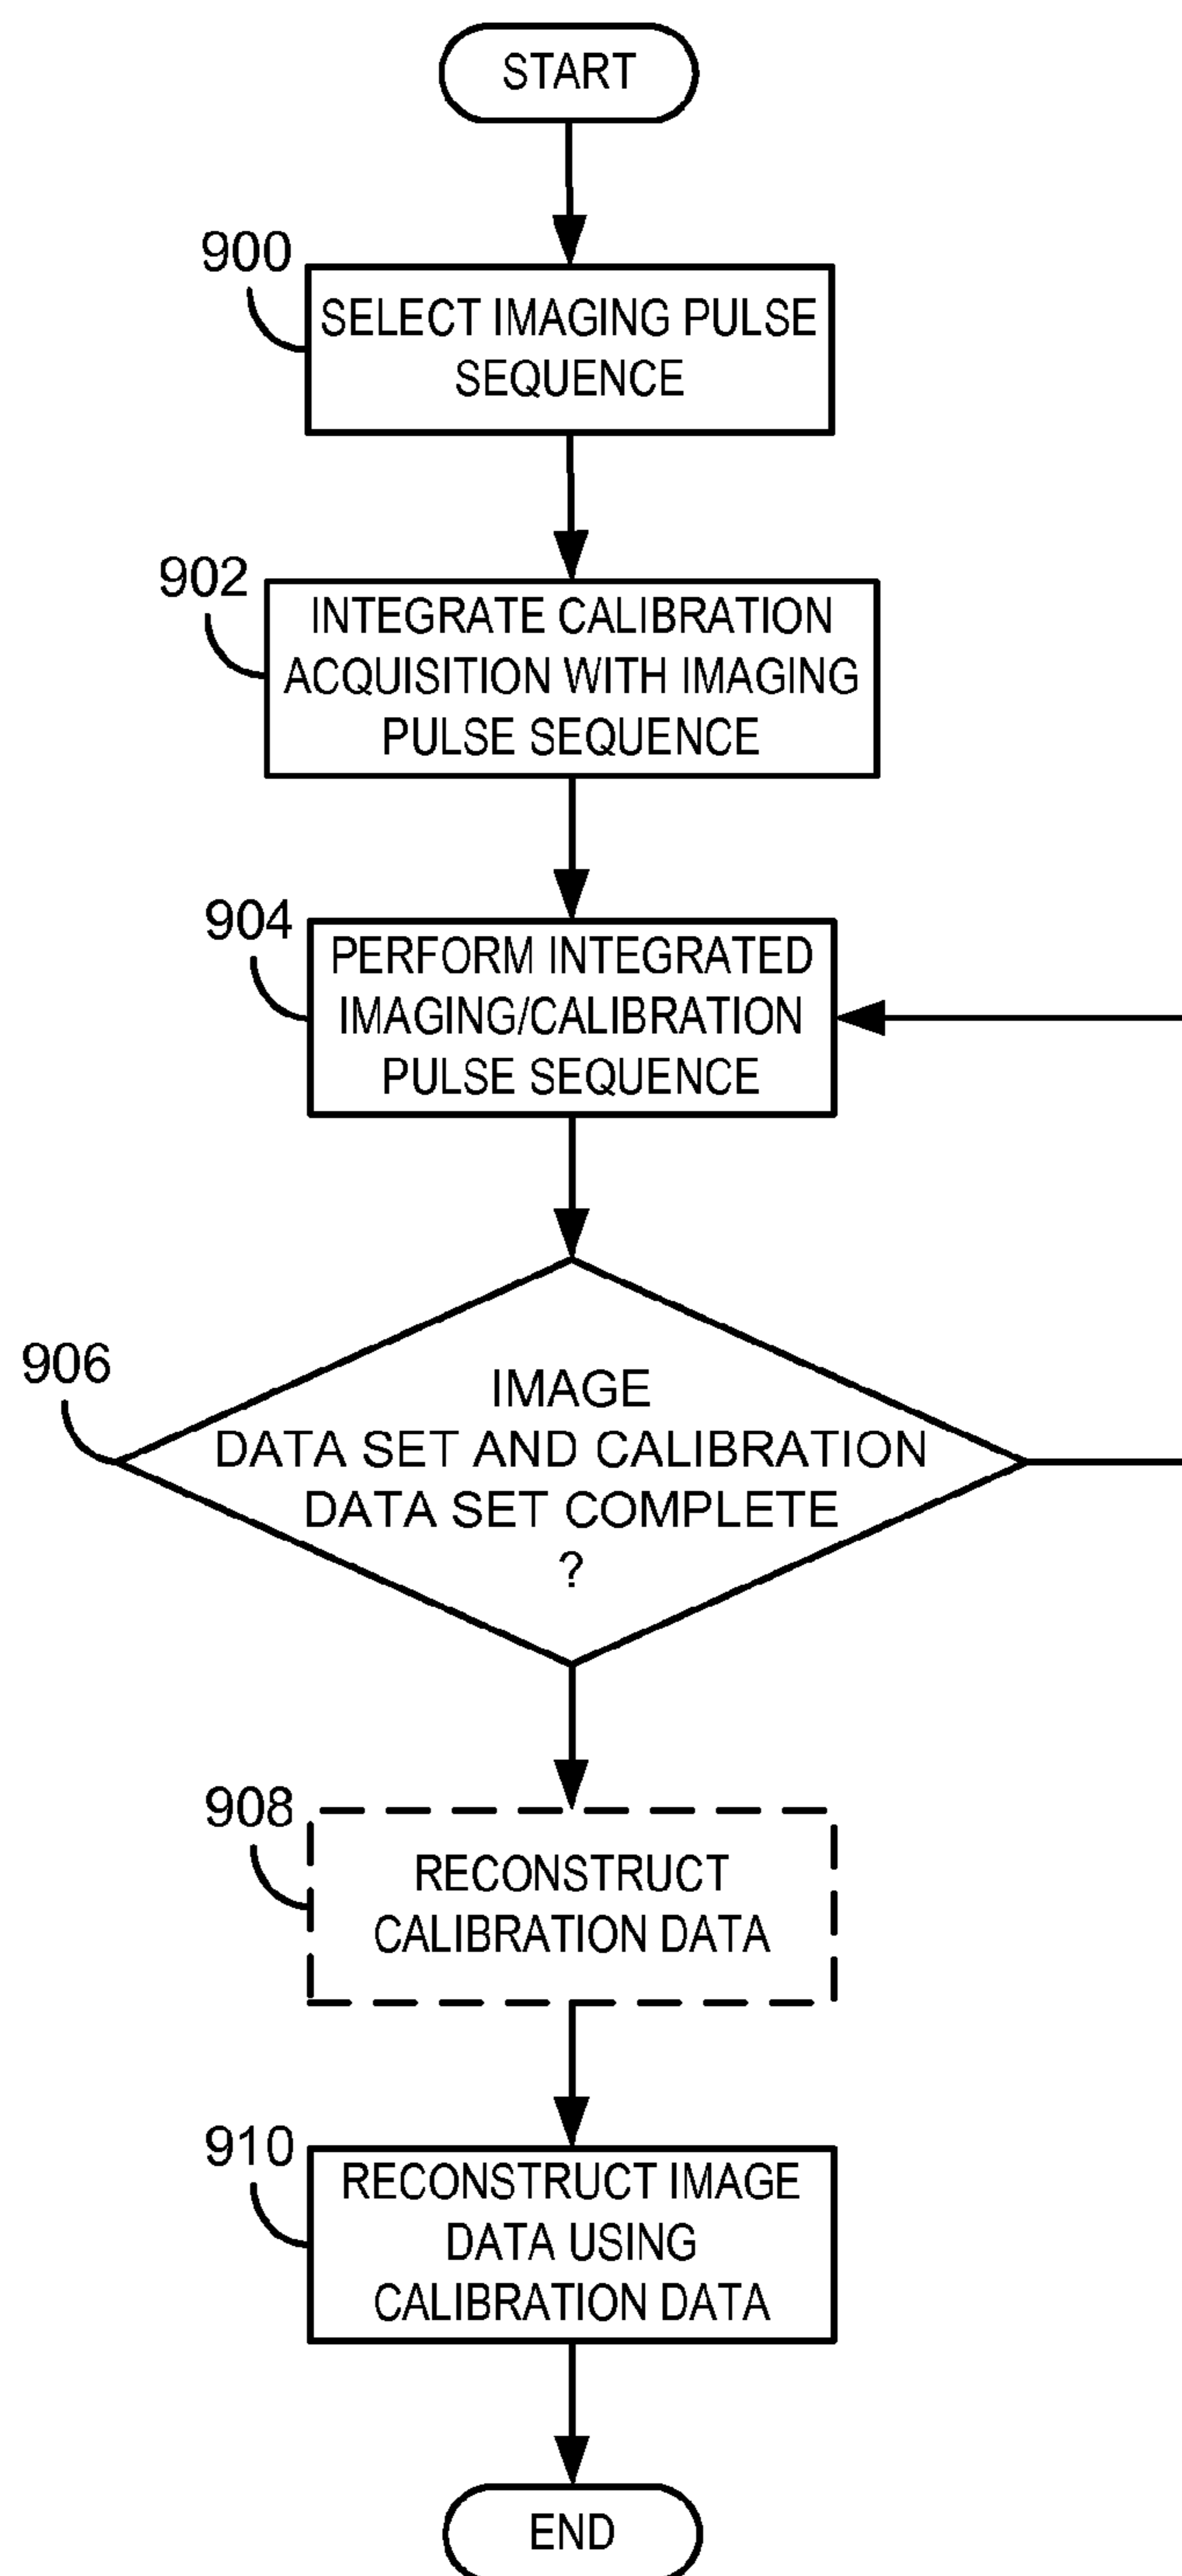 START
900
SELECT IMAGING PULSE
SEQUENCE
902
INTEGRATE CALIBRATION
ACQUISITION WITH IMAGING
PULSE SEQUENCE
904
PERFORM INTEGRATED
IMAGING/CALIBRATION
PULSE SEQUENCE
906
IMAGE
DATA SET AND CALIBRATION
DATA SET COMPLETE
?
908
RECONSTRUCT
CALIBRATION DATA
910
RECONSTRUCT IMAGE
DATA USING
CALIBRATION DATA
END